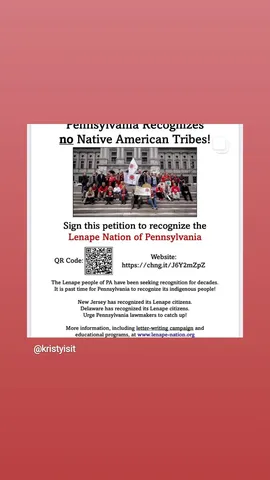 Pennsylvania Recognizes
no Native American Tribes!
Sign this petition to recognize the
Lenape Nation of Pennsylvania
QR Code:
Website:
https://chng.it/J6Y2mZpZ
The Lenape people of PA have been seeking recognition for decades.
It is past time for Pennsylvania to recognize its indigenous people!
New Jersey has recognized its Lenape citizens.
Delaware has recognized its Lenape citizens.
Urge Pennsylvania lawmakers to catch up!
More information, including letter-writing campaign and
educational programs, at www.lenape-nation.org
@kristyisit